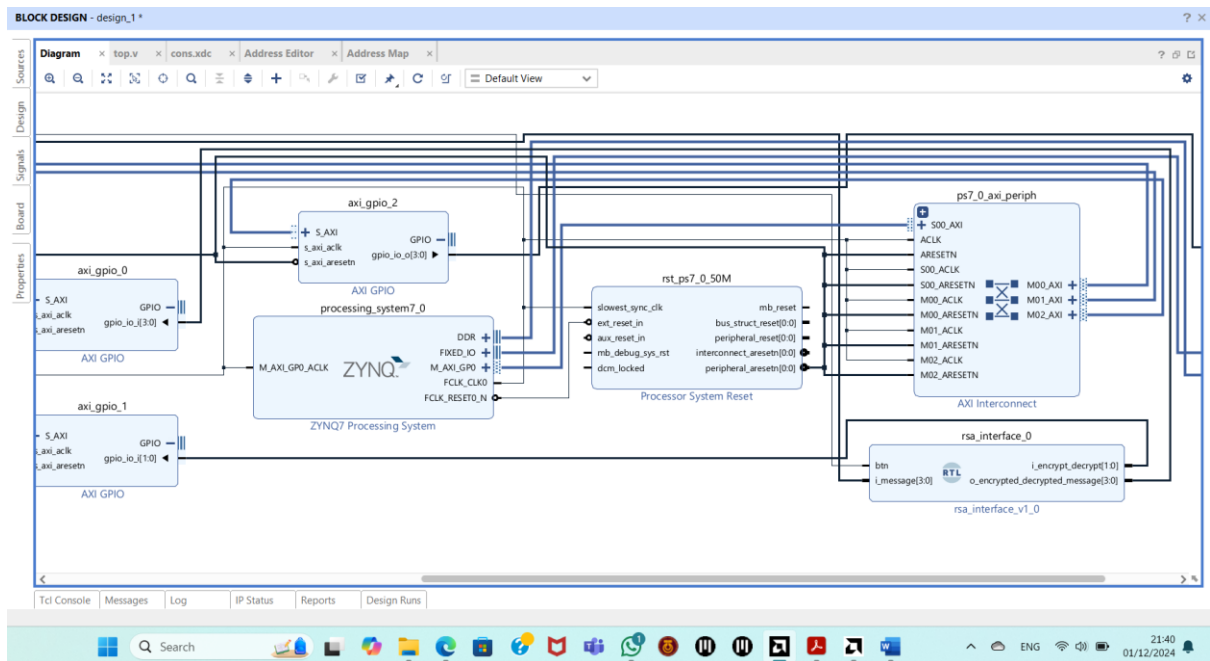 BLOCK DESIGN - design_1 *
? ×
Sources
Design
Signals
Board
Properties
Diagram × top.v × cons.xdc × Address Editor × Address Map ×
Default View
axi_gpio_2
S_AXI
s_axi_aclk
s_axi_aresetn
GPIO
gpio_io_o[3:0]
AXI GPIO
axi_gpio_0
S_AXI
s_axi_aclk
s_axi_aresetn
GPIO
gpio_io_i[3:0]
AXI GPIO
processing_system7_0
M_AXI_GP0_ACLK
ZYNQ
DDR
FIXED_IO
M_AXI_GP0
FCLK_CLK0
FCLK_RESET0_N
ZYNQ7 Processing System
axi_gpio_1
S_AXI
s_axi_aclk
s_axi_aresetn
GPIO
gpio_io_i[1:0]
AXI GPIO
rst_ps7_0_50M
slowest_sync_clk
ext_reset_in
aux_reset_in
mb_debug_sys_rst
dcm_locked
mb_reset
bus_struct_reset[0:0]
peripheral_reset[0:0]
interconnect_aresetn[0:0]
peripheral_aresetn[0:0]
Processor System Reset
ps7_0_axi_periph
S00_AXI
ACLK
ARESETN
S00_ACLK
S00_ARESETN
M00_ACLK
M00_ARESETN
M01_ACLK
M01_ARESETN
M02_ACLK
M02_ARESETN
M00_AXI
M01_AXI
M02_AXI
AXI Interconnect
rsa_interface_0
btn
i_message[3:0]
RTL
i_encrypt_decrypt[1:0]
o_encrypted_decrypted_message[3:0]
rsa_interface_v1_0
Tcl Console Messages Log IP Status Reports Design Runs
Search
ENG
21:40
01/12/2024